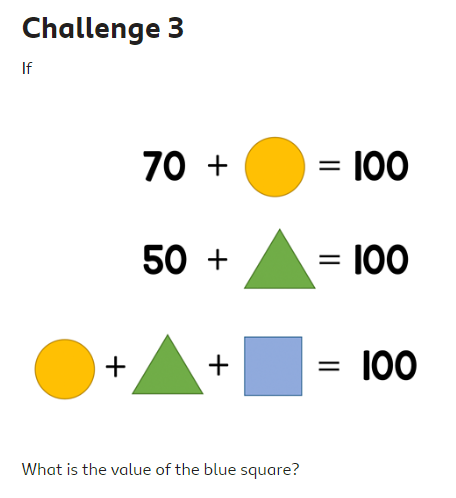 Challenge 3
If
70 + = 100
50 + = 100
+ + = 100
What is the value of the blue square?